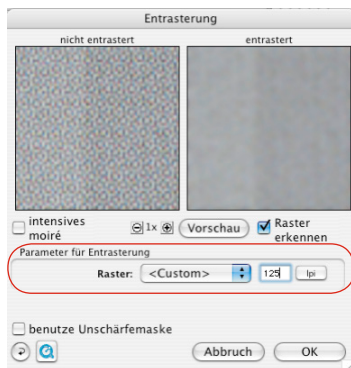 Entrasterung
nicht entrastert entrastert
intensives moiré 1x Vorschau Raster erkennen
Parameter für Entrasterung
Raster: <Custom> 125 lpi
benutze Unschärfemaske
Abbruch OK